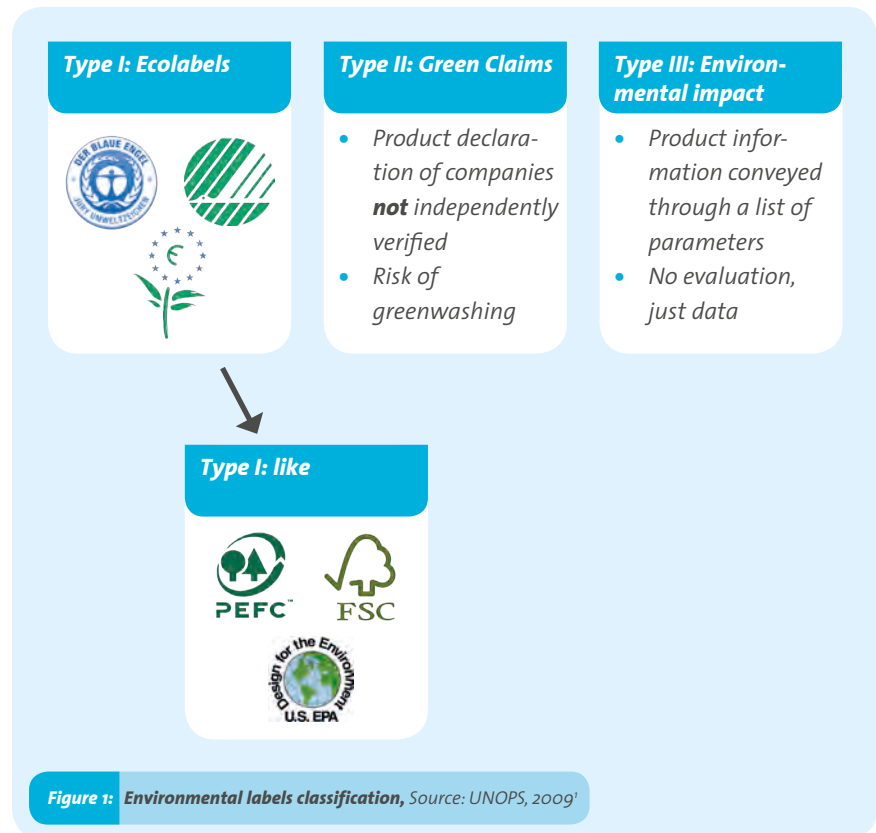 Type I: Ecolabels
DER BLAUE ENGEL
JURY UMWELTZEICHEN
Type II: Green Claims
• Product declara-
tion of companies
not independently
verified
• Risk of
greenwashing
Type III: Environ-
mental impact
• Product infor-
mation conveyed
through a list of
parameters
• No evaluation,
just data
Type I: like
PEFC™
FSC
Design for the Environment
U.S. EPA
Figure 1: Environmental labels classification, Source: UNOPS, 2009¹